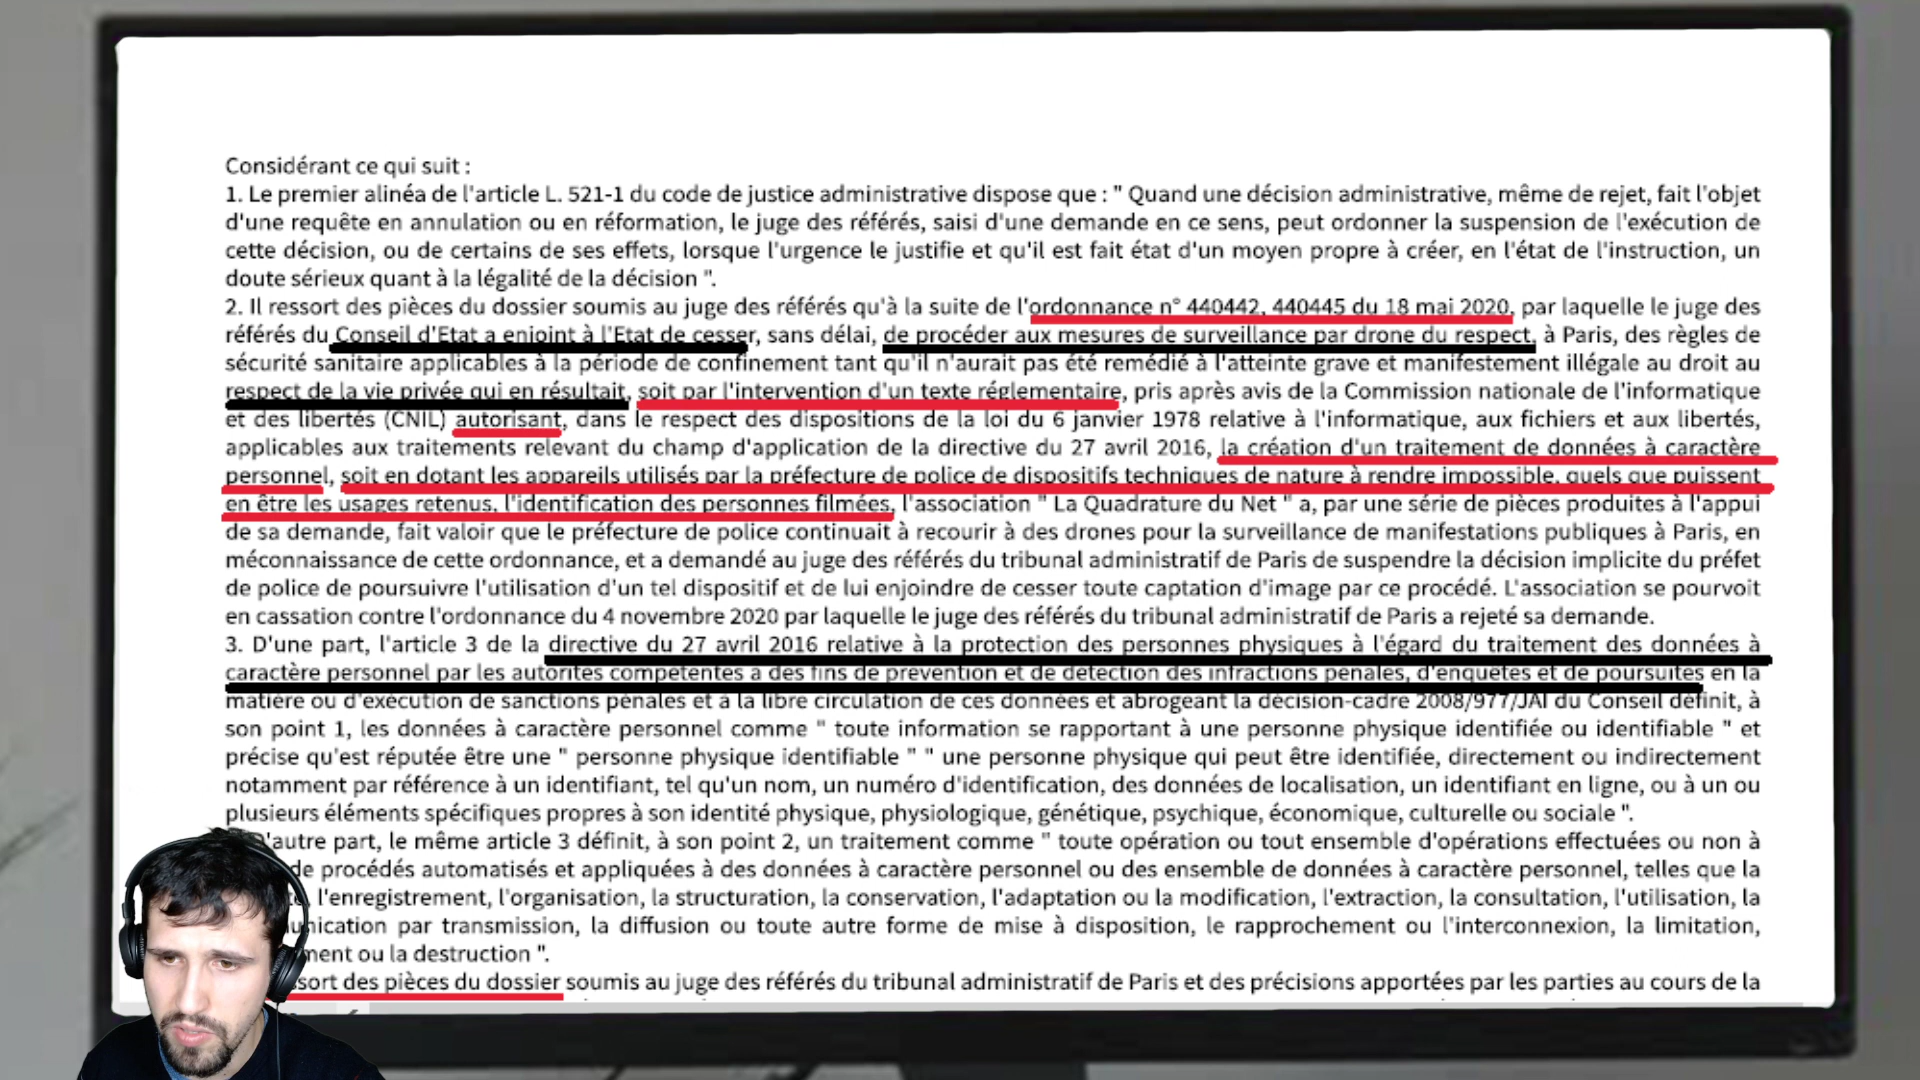 Considérant ce qui suit :
1. Le premier alinéa de l'article L. 521-1 du code de justice administrative dispose que : " Quand une décision administrative, même de rejet, fait l'objet
d'une requête en annulation ou en réformation, le juge des référés, saisi d'une demande en ce sens, peut ordonner la suspension de l'exécution de
cette décision, ou de certains de ses effets, lorsque l'urgence le justifie et qu'il est fait état d'un moyen propre à créer, en l'état de l'instruction, un
doute sérieux quant à la légalité de la décision ".
2. Il ressort des pièces du dossier soumis au juge des référés qu'à la suite de l'ordonnance n° 440442, 440445 du 18 mai 2020, par laquelle le juge des
référés du Conseil d'Etat a enjoint à l'Etat de cesser, sans délai, de procéder aux mesures de surveillance par drone du respect, à Paris, des règles de
sécurité sanitaire applicables à la période de confinement tant qu'il n'aurait pas été remédié à l'atteinte grave et manifestement illégale au droit au
respect de la vie privée qui en résultait, soit par l'intervention d'un texte réglementaire, pris après avis de la Commission nationale de l'informatique
et des libertés (CNIL) autorisant, dans le respect des dispositions de la loi du 6 janvier 1978 relative à l'informatique, aux fichiers et aux libertés,
applicables aux traitements relevant du champ d'application de la directive du 27 avril 2016, la création d'un traitement de données à caractère
personnel, soit en dotant les appareils utilisés par la préfecture de police de dispositifs techniques de nature à rendre impossible, quels que puissent
en être les usages retenus, l'identification des personnes filmées, l'association " La Quadrature du Net " a, par une série de pièces produites à l'appui
de sa demande, fait valoir que le préfecture de police continuait à recourir à des drones pour la surveillance de manifestations publiques à Paris, en
méconnaissance de cette ordonnance, et a demandé au juge des référés du tribunal administratif de Paris de suspendre la décision implicite du préfet
de police de poursuivre l'utilisation d'un tel dispositif et de lui enjoindre de cesser toute captation d'image par ce procédé. L'association se pourvoit
en cassation contre l'ordonnance du 4 novembre 2020 par laquelle le juge des référés du tribunal administratif de Paris a rejeté sa demande.
3. D'une part, l'article 3 de la directive du 27 avril 2016 relative à la protection des personnes physiques à l'égard du traitement des données à
caractère personnel par les autorités compétentes à des fins de prévention et de détection des infractions pénales, d'enquêtes et de poursuites en la
matière ou d'exécution de sanctions pénales et à la libre circulation de ces données et abrogeant la décision-cadre 2008/977/JAI du Conseil définit, à
son point 1, les données à caractère personnel comme " toute information se rapportant à une personne physique identifiée ou identifiable " et
précise qu'est réputée être une " personne physique identifiable " " une personne physique qui peut être identifiée, directement ou indirectement
notamment par référence à un identifiant, tel qu'un nom, un numéro d'identification, des données de localisation, un identifiant en ligne, ou à un ou
plusieurs éléments spécifiques propres à son identité physique, physiologique, génétique, psychique, économique, culturelle ou sociale ".
D'autre part, le même article 3 définit, à son point 2, un traitement comme " toute opération ou tout ensemble d'opérations effectuées ou non à
de procédés automatisés et appliquées à des données à caractère personnel ou des ensemble de données à caractère personnel, telles que la
l'enregistrement, l'organisation, la structuration, la conservation, l'adaptation ou la modification, l'extraction, la consultation, l'utilisation, la
par transmission, la diffusion ou toute autre forme de mise à disposition, le rapprochement ou l'interconnexion, la limitation,
ou la destruction ".
des pièces du dossier soumis au juge des référés du tribunal administratif de Paris et des précisions apportées par les parties au cours de la